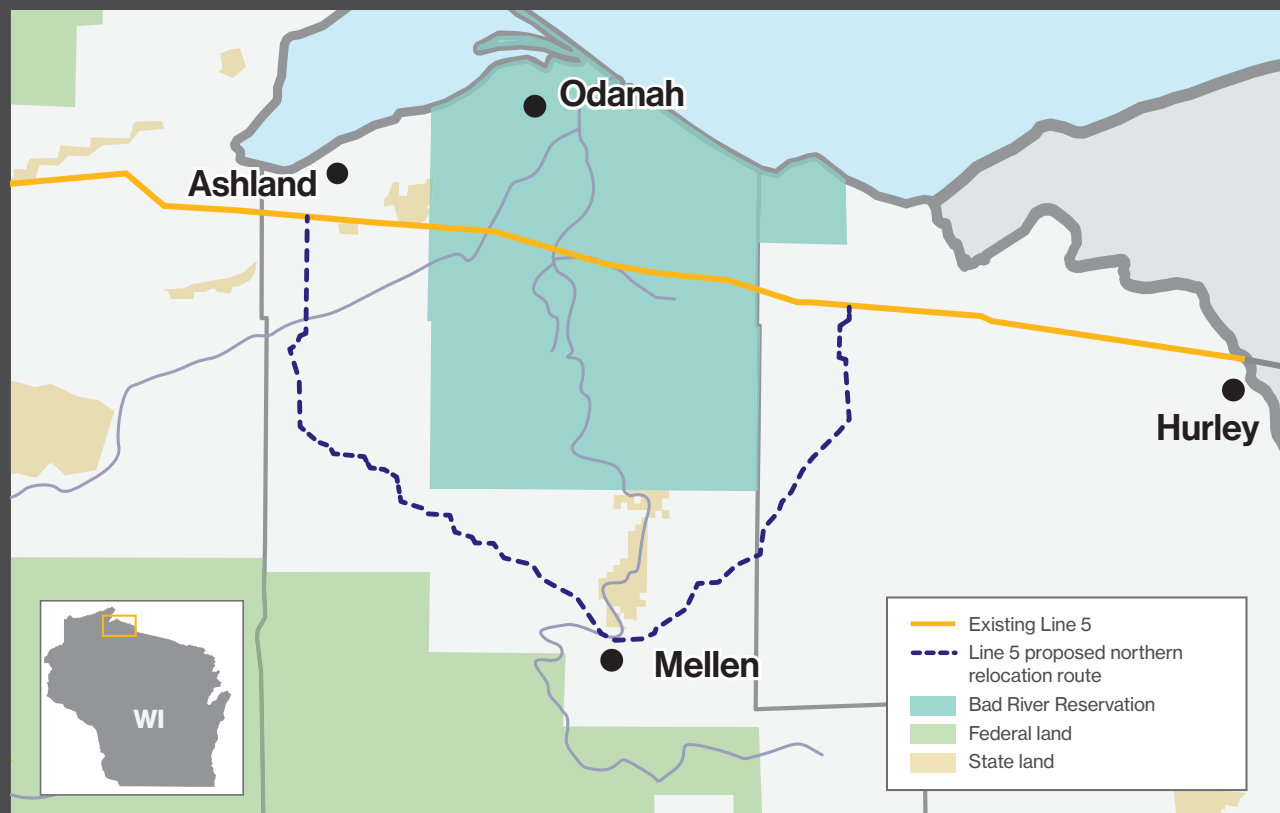 Odanah
Ashland
Hurley
Mellen
WI
Existing Line 5
Line 5 proposed northern
relocation route
Bad River Reservation
Federal land
State land